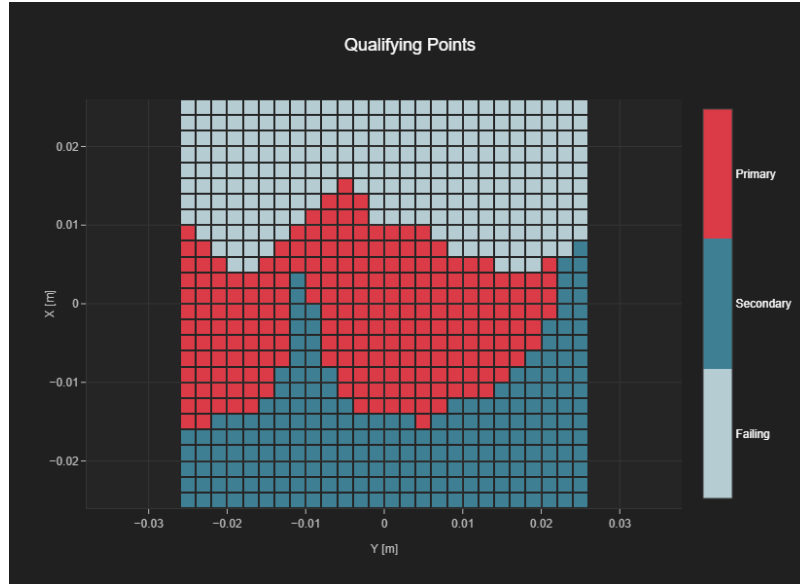 Qualifying Points
X [m]
0.02
0.01
0
−0.01
−0.02
−0.03
−0.02
−0.01
0
0.01
0.02
0.03
Y [m]
Primary
Secondary
Failing